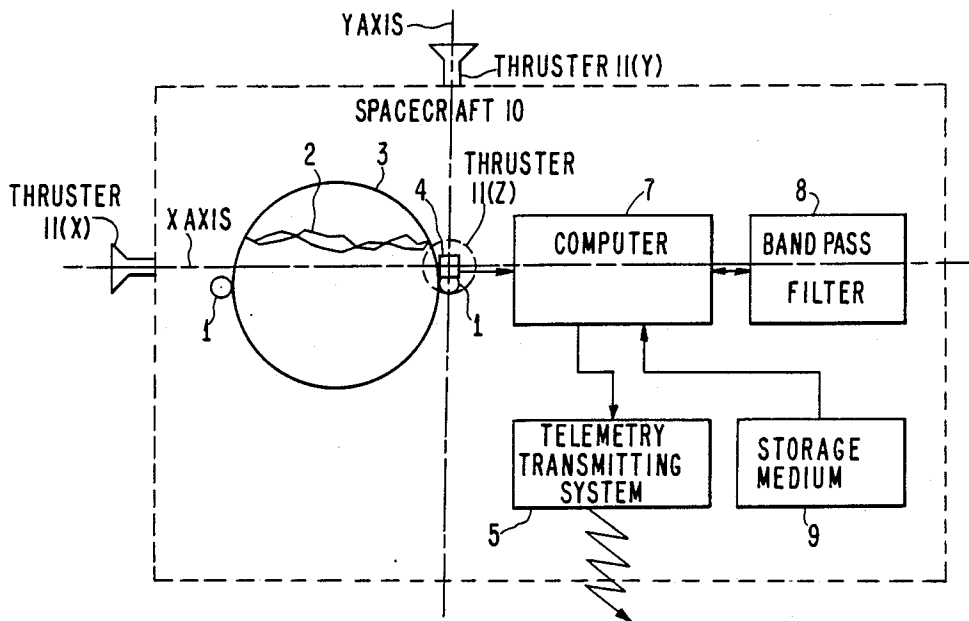 Y AXIS
THRUSTER 11(Y)
SPACECRAFT 10
2
3
THRUSTER
11(Z)
4
7
8
THRUSTER
11(X)
X AXIS
COMPUTER
BAND PASS
FILTER
1
1
TELEMETRY
TRANSMITTING
SYSTEM
STORAGE
MEDIUM
5
9